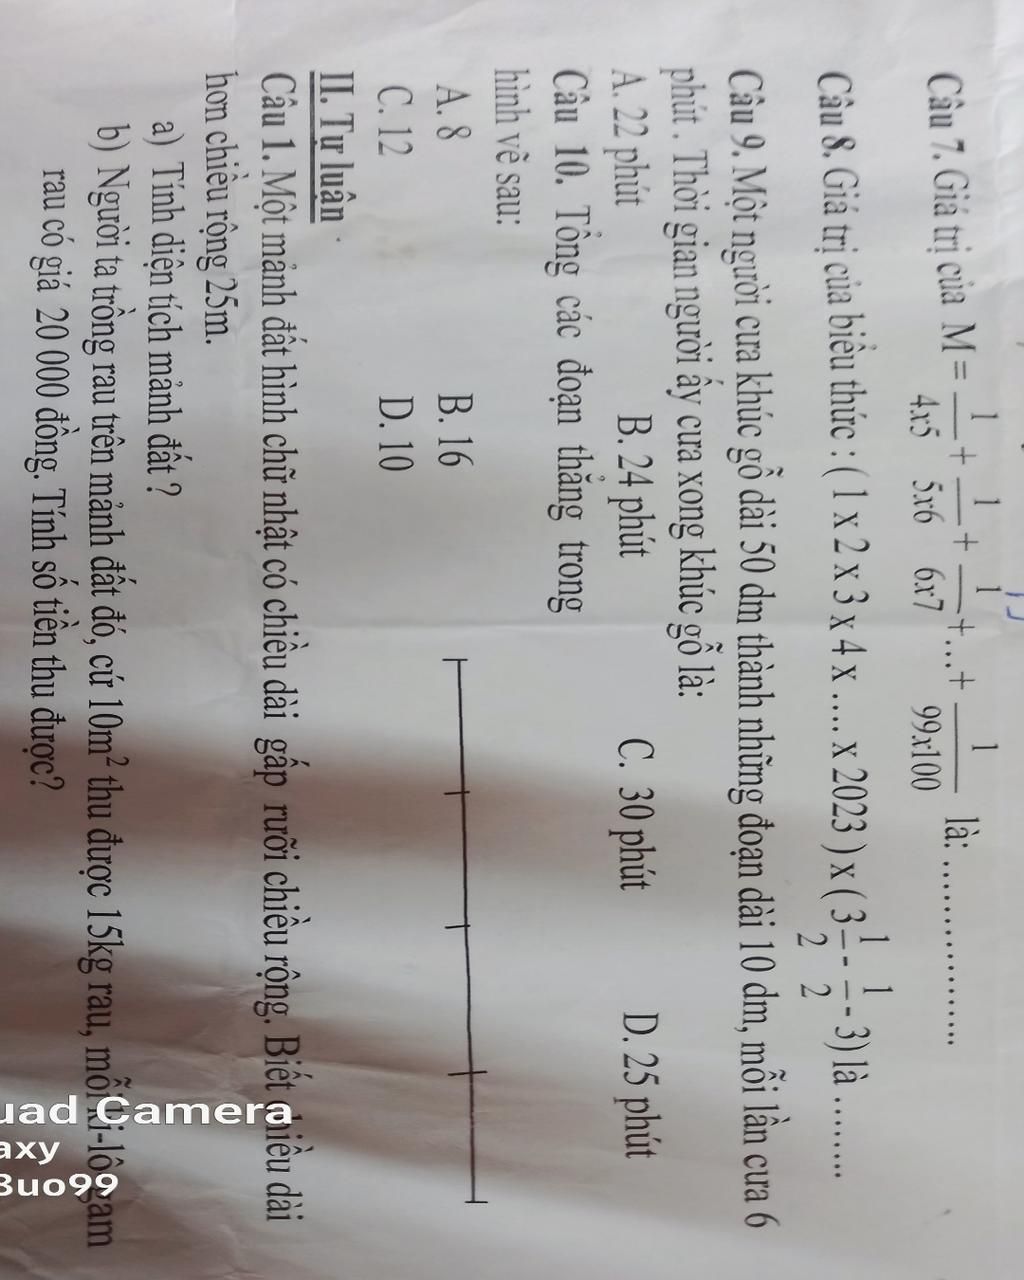 Câu 7. Giá trị của M = 1/4x5 + 1/5x6 + 1/6x7 +...+ 1/99x100 là: ...................
Câu 8. Giá trị của biểu thức : ( 1 x 2 x 3 x 4 x .... x 2023 ) x ( 3 1/2 - 1/2 - 3) là ........
Câu 9. Một người cưa khúc gỗ dài 50 dm thành những đoạn dài 10 dm, mỗi lần cưa 6
phút . Thời gian người ấy cưa xong khúc gỗ là:
A. 22 phút B. 24 phút C. 30 phút D. 25 phút
Câu 10. Tổng các đoạn thẳng trong
hình vẽ sau:
A. 8 B. 16
C. 12 D. 10
II. Tự luận .
Câu 1. Một mảnh đất hình chữ nhật có chiều dài gấp rưỡi chiều rộng. Biết chiều dài
hơn chiều rộng 25m.
a) Tính diện tích mảnh đất ?
b) Người ta trồng rau trên mảnh đất đó, cứ 10m² thu được 15kg rau, mỗi ki-lô-gam
rau có giá 20 000 đồng. Tính số tiền thu được?
uad Camera
axy
3uo99